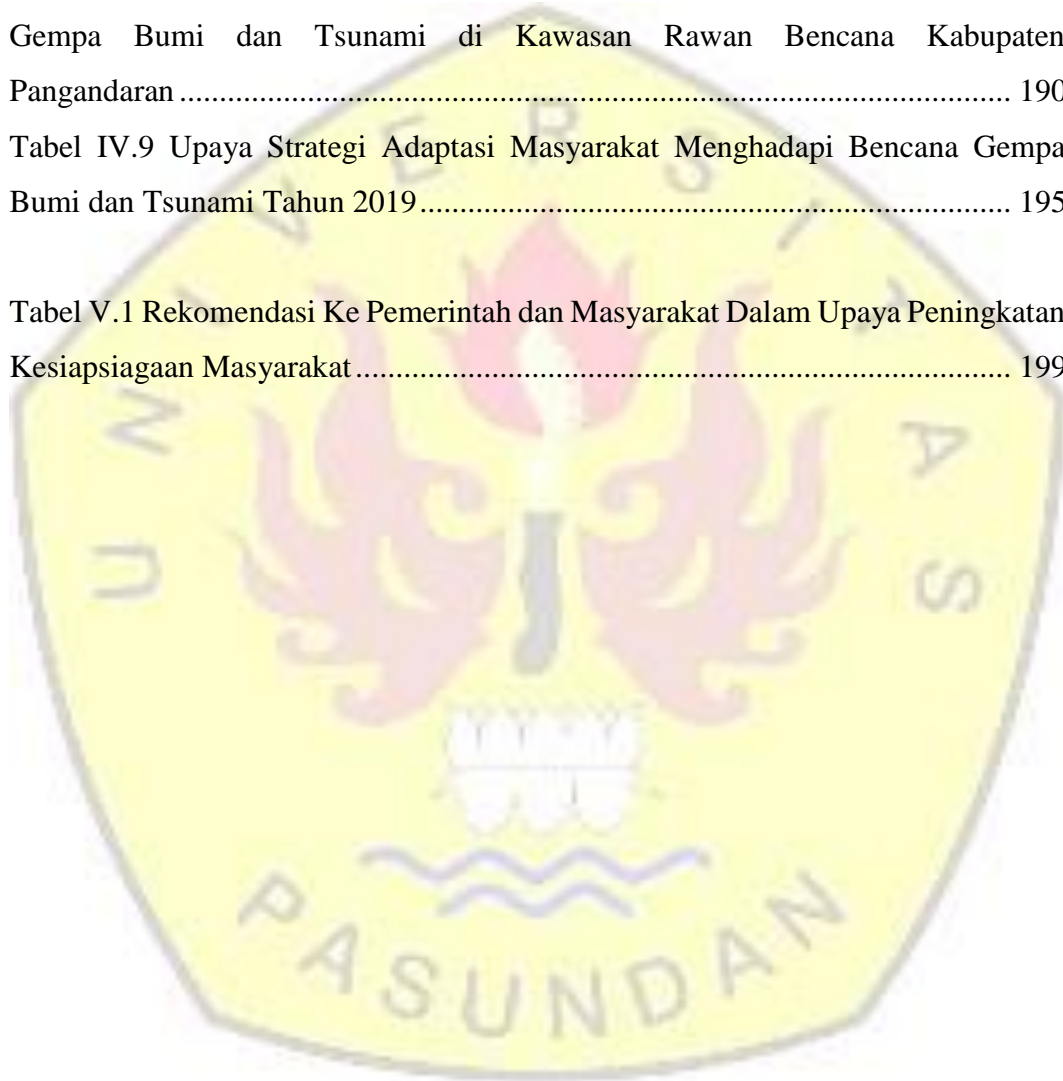 Gempa Bumi dan Tsunami di Kawasan Rawan Bencana Kabupaten
Pangandaran ........................................................................................................ 190
Tabel IV.9 Upaya Strategi Adaptasi Masyarakat Menghadapi Bencana Gempa
Bumi dan Tsunami Tahun 2019 .......................................................................... 195
Tabel V.1 Rekomendasi Ke Pemerintah dan Masyarakat Dalam Upaya Peningkatan
Kesiapsiagaan Masyarakat .................................................................................. 199
UNIVERSITAS
PASUNDAN